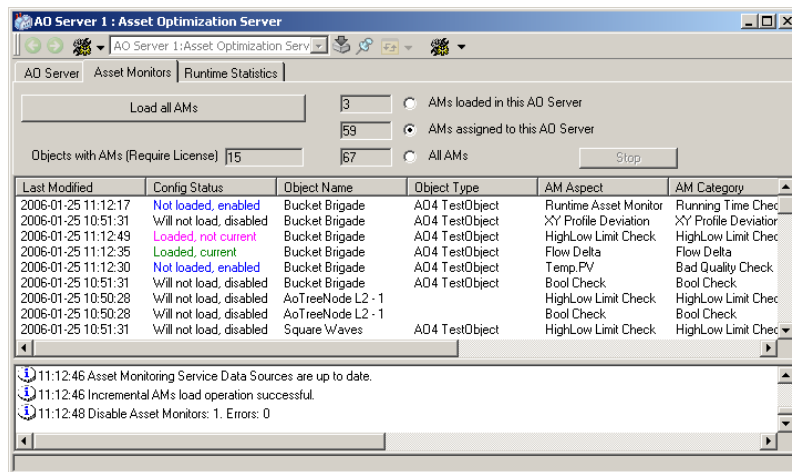 AO Server 1 : Asset Optimization Server
AO Server 1:Asset Optimization Serv
AO Server Asset Monitors Runtime Statistics
Load all AMs 3 AMs loaded in this AO Server
59 AMs assigned to this AO Server
Objects with AMs (Require License) 15 67 All AMs Stop
Last Modified Config Status Object Name Object Type AM Aspect AM Category
2006-01-25 11:12:17 Not loaded, enabled Bucket Brigade AO4 TestObject Runtime Asset Monitor Running Time Chec
2006-01-25 10:51:31 Will not load, disabled Bucket Brigade AO4 TestObject XY Profile Deviation XY Profile Deviation
2006-01-25 11:12:49 Loaded, not current Bucket Brigade AO4 TestObject HighLow Limit Check HighLow Limit Chec
2006-01-25 11:12:35 Loaded, current Bucket Brigade AO4 TestObject Flow Delta Flow Delta
2006-01-25 11:12:30 Not loaded, enabled Bucket Brigade AO4 TestObject Temp.PV Bad Quality Check
2006-01-25 10:51:31 Will not load, disabled Bucket Brigade AO4 TestObject Bool Check Bool Check
2006-01-25 10:50:28 Will not load, disabled AoTreeNode L2 - 1 HighLow Limit Check HighLow Limit Chec
2006-01-25 10:50:28 Will not load, disabled AoTreeNode L2 - 1 Bool Check Bool Check
2006-01-25 10:51:31 Will not load, disabled Square Waves AO4 TestObject HighLow Limit Check HighLow Limit Chec
11:12:46 Asset Monitoring Service Data Sources are up to date.
11:12:46 Incremental AMs load operation successful.
11:12:48 Disable Asset Monitors: 1. Errors: 0